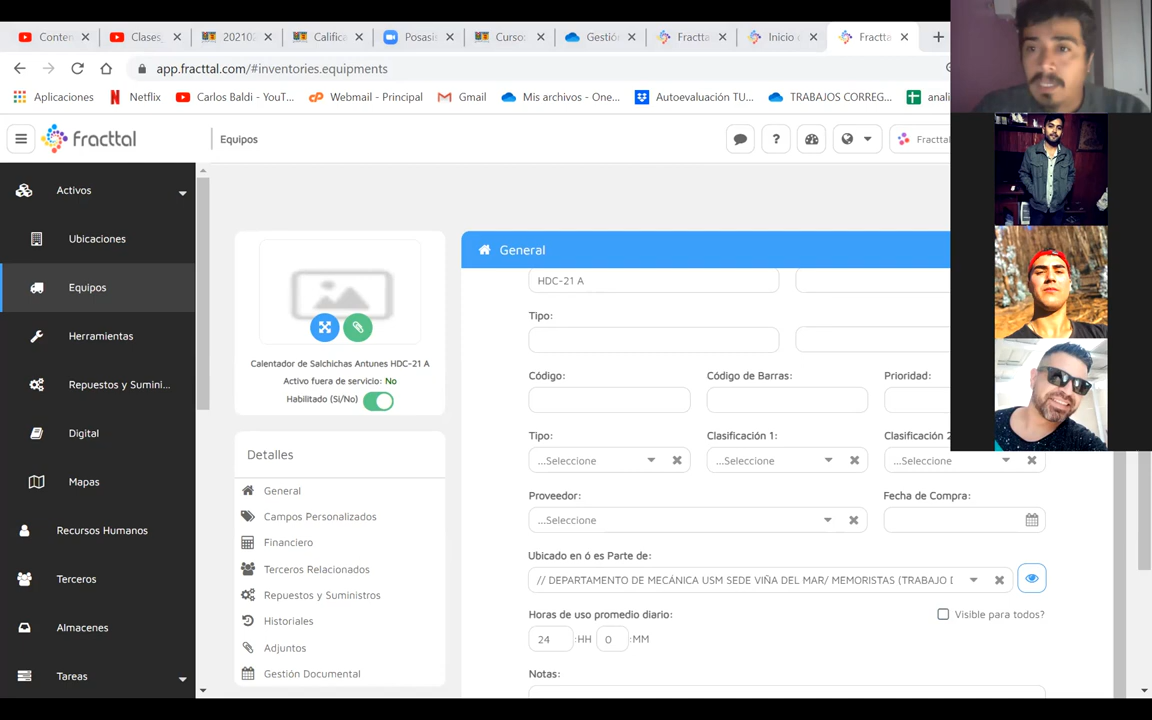 Conten
Clases
202102
Califica
Posasis
Curso:
Gestió
Fractt
Inicio
Fractta
app.fracttal.com/#inventories.equipments
Aplicaciones
Netflix
Carlos Baldi - YouT...
Webmail - Principal
Gmail
Mis archivos - One...
Autoevaluación TU...
TRABAJOS CORREG...
anali
fracttal
Equipos
?
Fracttal
Activos
Ubicaciones
Equipos
Herramientas
Repuestos y Sumini...
Digital
Mapas
Recursos Humanos
Terceros
Almacenes
Tareas
Calentador de Salchichas Antunes HDC-21 A
Activo fuera de servicio: No
Habilitado (Si/No)
Detalles
General
Campos Personalizados
Financiero
Terceros Relacionados
Repuestos y Suministros
Historiales
Adjuntos
Gestión Documental
General
HDC-21 A
Tipo:
Código:
Código de Barras:
Prioridad:
Tipo:
Clasificación 1:
Clasificación 2
...Seleccione
...Seleccione
...Seleccione
Proveedor:
Fecha de Compra:
...Seleccione
Ubicado en ó es Parte de:
// DEPARTAMENTO DE MECÁNICA USM SEDE VIÑA DEL MAR/ MEMORISTAS (TRABAJO D
Horas de uso promedio diario:
Visible para todos?
24 :HH 0 :MM
Notas: